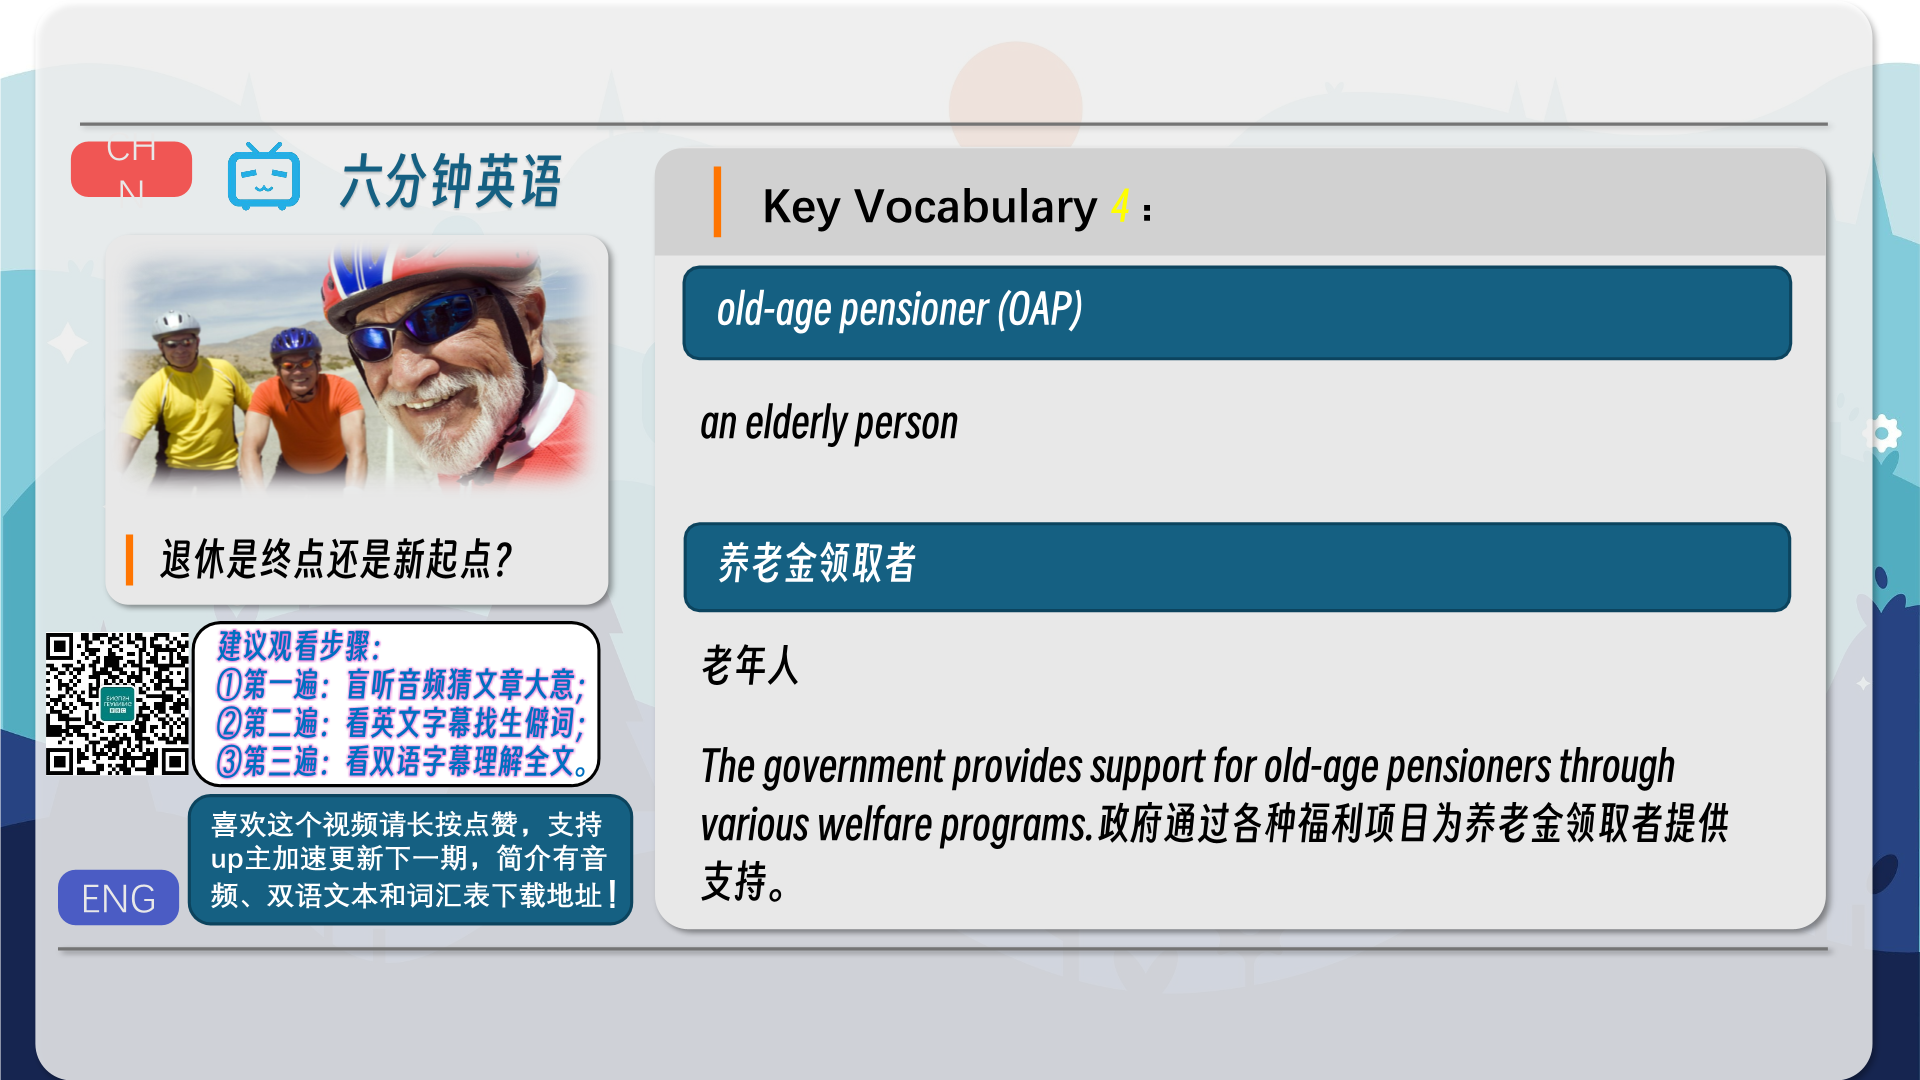 CH
N
六分钟英语
退休是终点还是新起点?
建议观看步骤:
①第一遍: 盲听音频猜文章大意;
②第二遍: 看英文字幕找生僻词;
③第三遍: 看双语字幕理解全文。
喜欢这个视频请长按点赞，支持
up主加速更新下一期，简介有音
频、双语文本和词汇表下载地址！
ENG
Key Vocabulary 4：
old-age pensioner (OAP)
an elderly person
养老金领取者
老年人
The government provides support for old-age pensioners through
various welfare programs.政府通过各种福利项目为养老金领取者提供
支持。